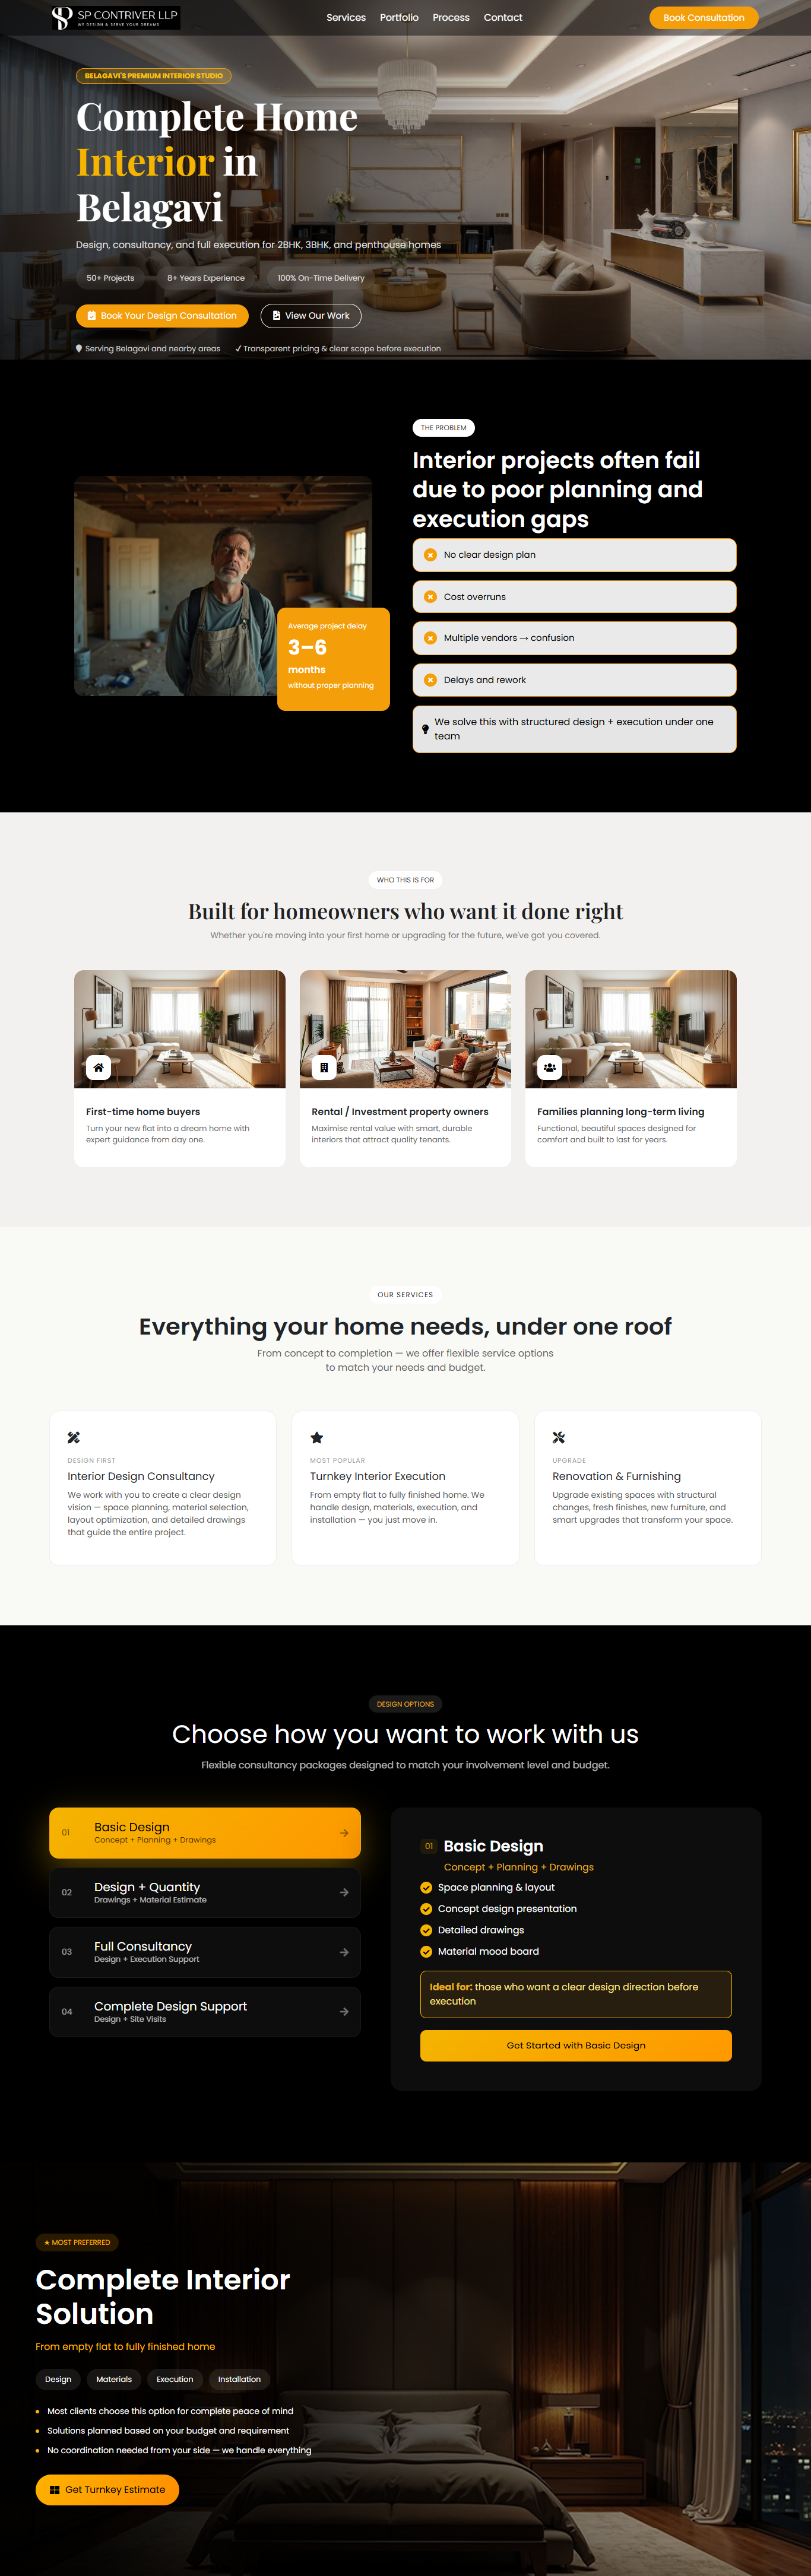 SP CONTRIVER LLP
WE DESIGN & SERVE YOUR DREAMS
Services
Portfolio
Process
Contact
Book Consultation
BELAGAVI'S PREMIUM INTERIOR STUDIO
Complete Home
Interior in
Belagavi
Design, consultancy, and full execution for 2BHK, 3BHK, and penthouse homes
50+ Projects
8+ Years Experience
100% On-Time Delivery
Book Your Design Consultation
View Our Work
Serving Belagavi and nearby areas
✓ Transparent pricing & clear scope before execution
THE PROBLEM
Interior projects often fail
due to poor planning and
execution gaps
No clear design plan
Cost overruns
Multiple vendors → confusion
Delays and rework
We solve this with structured design + execution under one
team
Average project delay
3–6
months
without proper planning
WHO THIS IS FOR
Built for homeowners who want it done right
Whether you're moving into your first home or upgrading for the future, we've got you covered.
First-time home buyers
Turn your new flat into a dream home with
expert guidance from day one.
Rental / Investment property owners
Maximise rental value with smart, durable
interiors that attract quality tenants.
Families planning long-term living
Functional, beautiful spaces designed for
comfort and built to last for years.
OUR SERVICES
Everything your home needs, under one roof
From concept to completion — we offer flexible service options
to match your needs and budget.
DESIGN FIRST
Interior Design Consultancy
We work with you to create a clear design
vision — space planning, material selection,
layout optimization, and detailed drawings
that guide the entire project.
MOST POPULAR
Turnkey Interior Execution
From empty flat to fully finished home. We
handle design, materials, execution, and
installation — you just move in.
UPGRADE
Renovation & Furnishing
Upgrade existing spaces with structural
changes, fresh finishes, new furniture, and
smart upgrades that transform your space.
DESIGN OPTIONS
Choose how you want to work with us
Flexible consultancy packages designed to match your involvement level and budget.
01
Basic Design
Concept + Planning + Drawings
02
Design + Quantity
Drawings + Material Estimate
03
Full Consultancy
Design + Execution Support
04
Complete Design Support
Design + Site Visits
01 Basic Design
Concept + Planning + Drawings
Space planning & layout
Concept design presentation
Detailed drawings
Material mood board
Ideal for: those who want a clear design direction before
execution
Get Started with Basic Design
★ MOST PREFERRED
Complete Interior
Solution
From empty flat to fully finished home
Design
Materials
Execution
Installation
Most clients choose this option for complete peace of mind
Solutions planned based on your budget and requirement
No coordination needed from your side — we handle everything
Get Turnkey Estimate